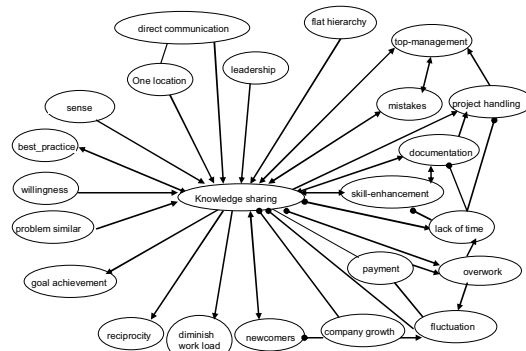 direct communication
flat hierarchy
top-management
One location
leadership
sense
mistakes
project handling
best_practice
documentation
willingness
Knowledge sharing
skill-enhancement
problem similar
lack of time
goal achievement
payment
overwork
reciprocity
diminish
work load
newcomers
company growth
fluctuation